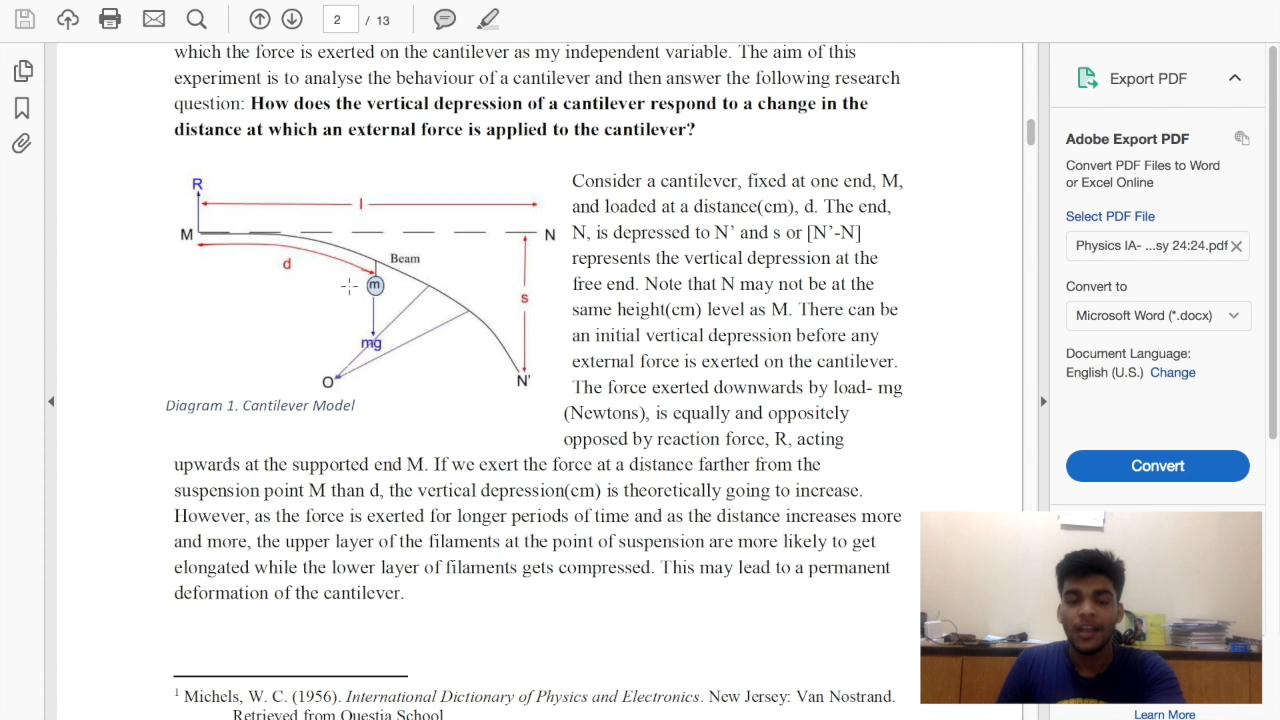 2 / 13
which the force is exerted on the cantilever as my independent variable. The aim of this
experiment is to analyse the behaviour of a cantilever and then answer the following research
question: How does the vertical depression of a cantilever respond to a change in the
distance at which an external force is applied to the cantilever?
R
l
M
N
d
Beam
m
s
mg
O
N'
Diagram 1. Cantilever Model
Consider a cantilever, fixed at one end, M,
and loaded at a distance(cm), d. The end,
N, is depressed to N’ and s or [N’-N]
represents the vertical depression at the
free end. Note that N may not be at the
same height(cm) level as M. There can be
an initial vertical depression before any
external force is exerted on the cantilever.
The force exerted downwards by load- mg
(Newtons), is equally and oppositely
opposed by reaction force, R, acting
upwards at the supported end M. If we exert the force at a distance farther from the
suspension point M than d, the vertical depression(cm) is theoretically going to increase.
However, as the force is exerted for longer periods of time and as the distance increases more
and more, the upper layer of the filaments at the point of suspension are more likely to get
elongated while the lower layer of filaments gets compressed. This may lead to a permanent
deformation of the cantilever.
1 Michels, W. C. (1956). International Dictionary of Physics and Electronics. New Jersey: Van Nostrand.
Retrieved from Questia School
Export PDF
Adobe Export PDF
Convert PDF Files to Word
or Excel Online
Select PDF File
Physics IA- ...sy 24:24.pdf
Convert to
Microsoft Word (*.docx)
Document Language:
English (U.S.) Change
Convert
Learn More